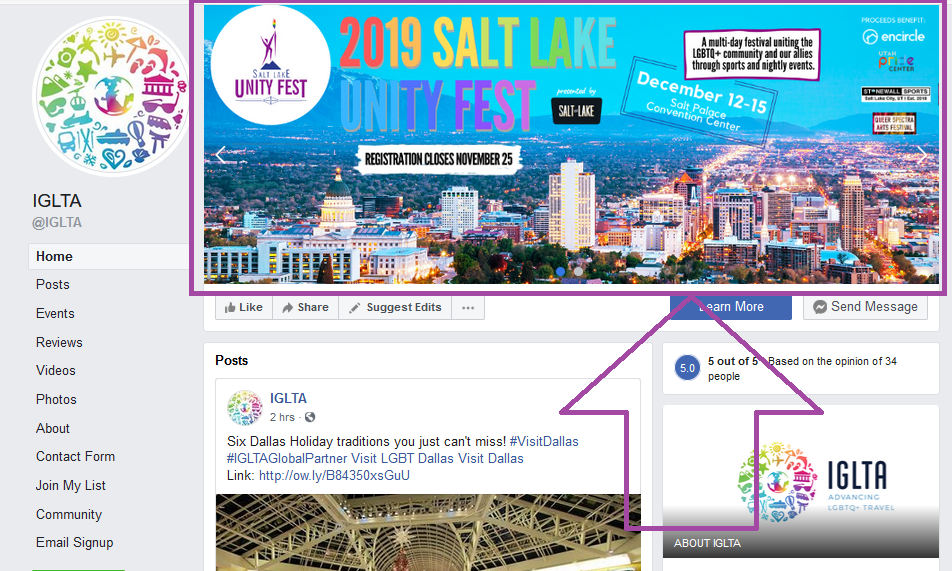 SALT LAKE
UNITY FEST
2019 SALT LAKE
UNITY FEST
presented by
SALT LAKE
REGISTRATION CLOSES NOVEMBER 25
A multi-day festival uniting the
LGBTQ+ community and our allies
through sports and nightly events.
December 12-15
Salt Palace
Convention Center
PROCEEDS BENEFIT:
encircle
UTAH
pride
CENTER
STONEWALL SPORTS
Salt Lake City, UT | Est. 2018
QUEER SPECTRA
ARTS FESTIVAL
IGLTA
@IGLTA
Home
Posts
Events
Reviews
Videos
Photos
About
Contact Form
Join My List
Community
Email Signup
Like
Share
Suggest Edits
Learn More
Send Message
Posts
IGLTA
2 hrs ·
Six Dallas Holiday traditions you just can't miss! #VisitDallas
#IGLTAGlobalPartner Visit LGBT Dallas Visit Dallas
Link: http://ow.ly/B84350xsGuU
5.0
5 out of 5 · Based on the opinion of 34
people
IGLTA
ADVANCING
LGBTQ+ TRAVEL
ABOUT IGLTA